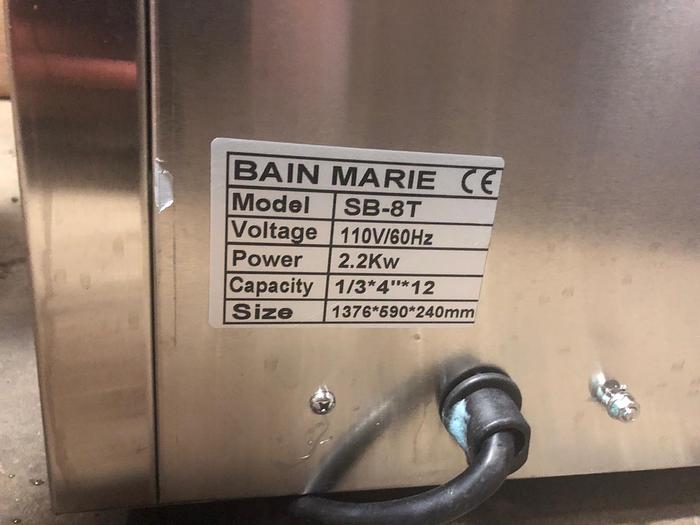 BAIN MARIE CE
Model SB-8T
Voltage 110V/60Hz
Power 2.2Kw
Capacity 1/3*4"*12
Size 1376*590*240mm